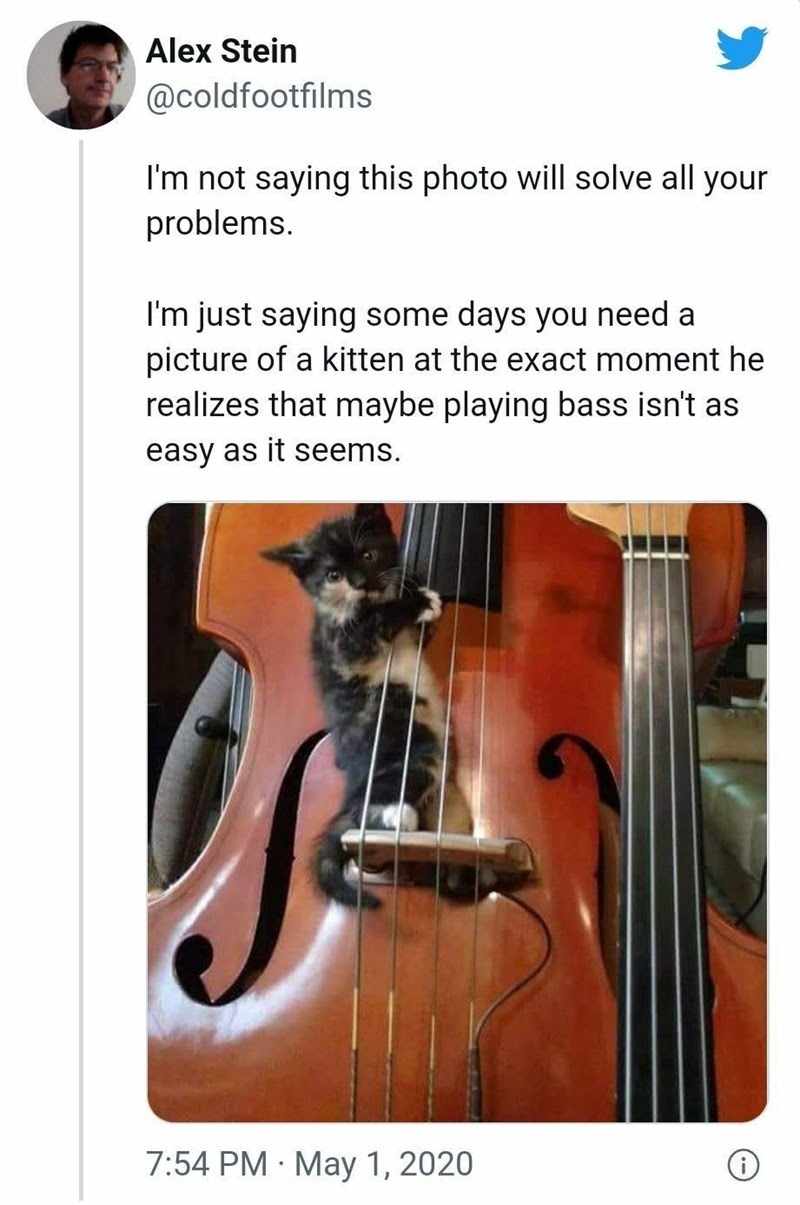 Alex Stein
@coldfootfilms
I'm not saying this photo will solve all your
problems.
I'm just saying some days you need a
picture of a kitten at the exact moment he
realizes that maybe playing bass isn't as
easy as it seems.
7:54 PM · May 1, 2020